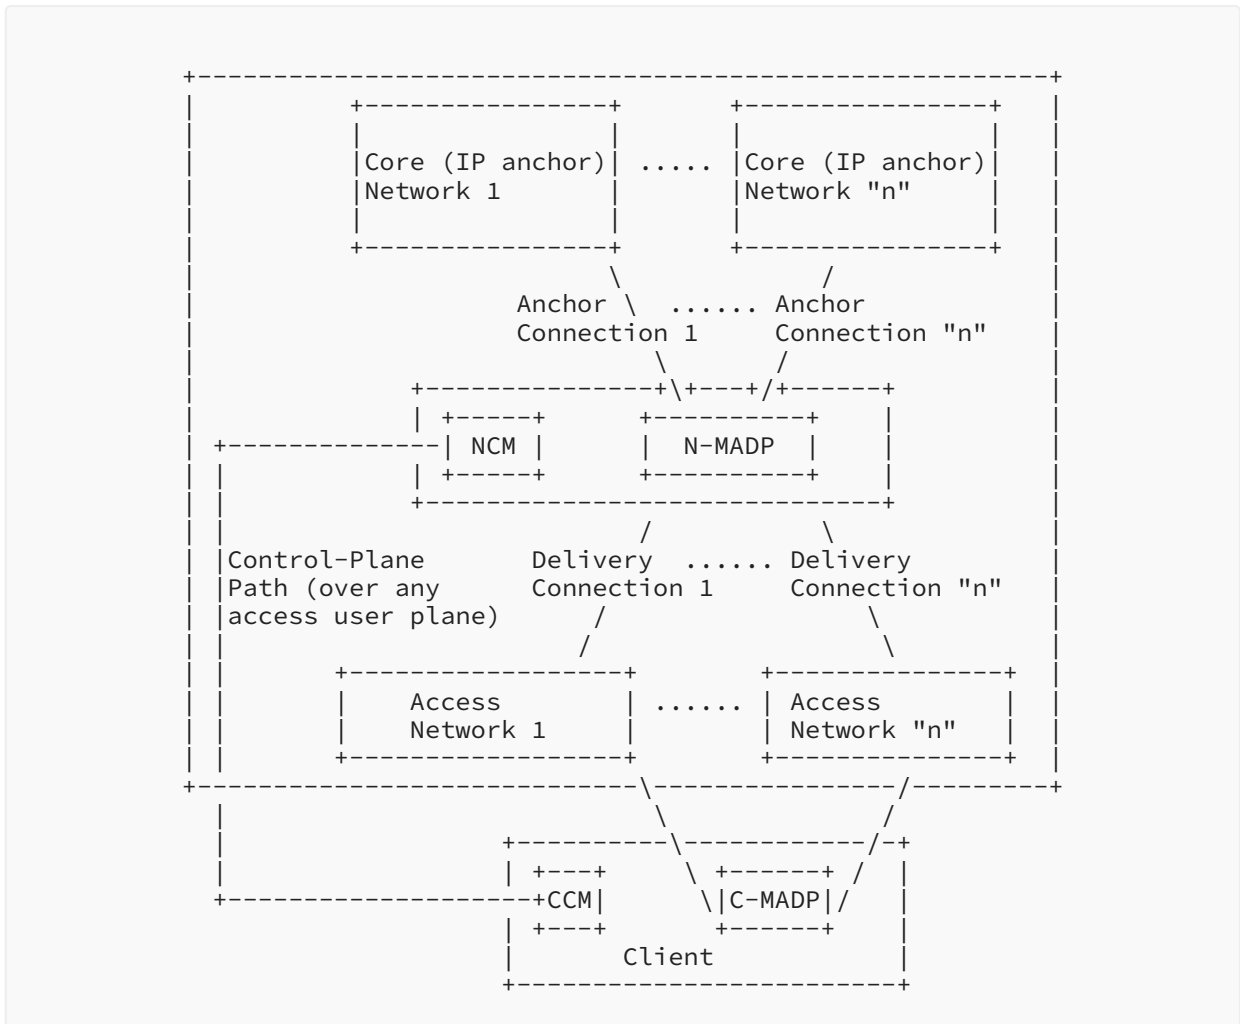 Core (IP anchor) ..... Core (IP anchor)
Network 1 Network "n"
Anchor ...... Anchor
Connection 1 Connection "n"
NCM N-MADP
Control-Plane Delivery ...... Delivery
Path (over any Connection 1 Connection "n"
access user plane)
Access ...... Access
Network 1 Network "n"
CCM C-MADP
Client